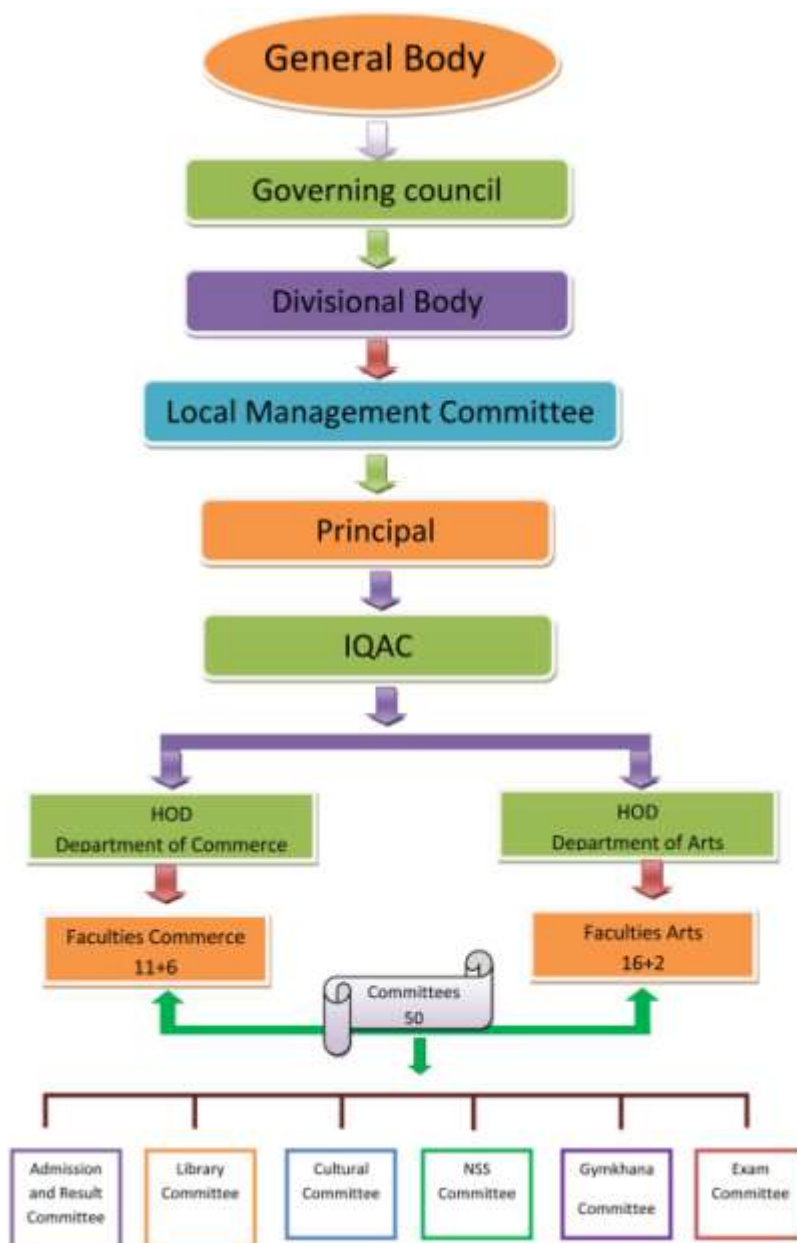 General Body
Governing council
Divisional Body
Local Management Committee
Principal
IQAC
HOD
Department of Commerce
HOD
Department of Arts
Faculties Commerce
11+6
Faculties Arts
16+2
Committees
50
Admission
and Result
Committee
Library
Committee
Cultural
Committee
NSS
Committee
Gymkhana
Committee
Exam
Committee